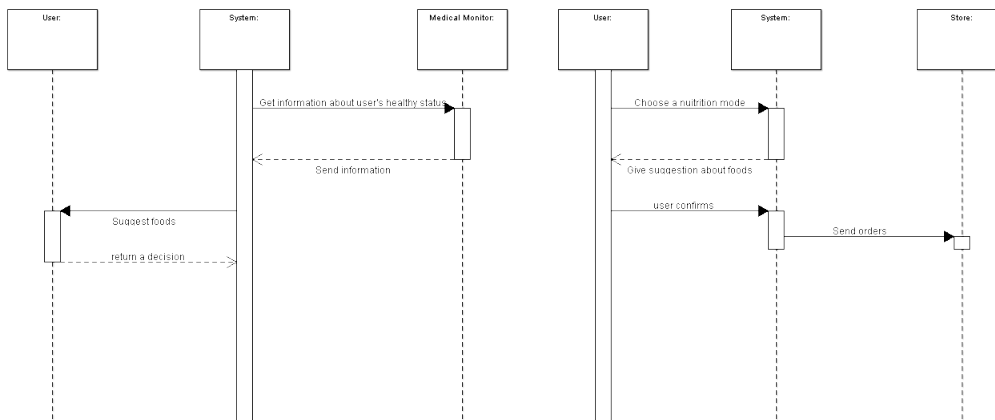 User:
System:
Medical Monitor:
User:
System:
Store:
Get information about user's healthy status
Choose a nuitrition mode
Send information
Give suggestion about foods
user confirms
Suggest foods
Send orders
return a decision